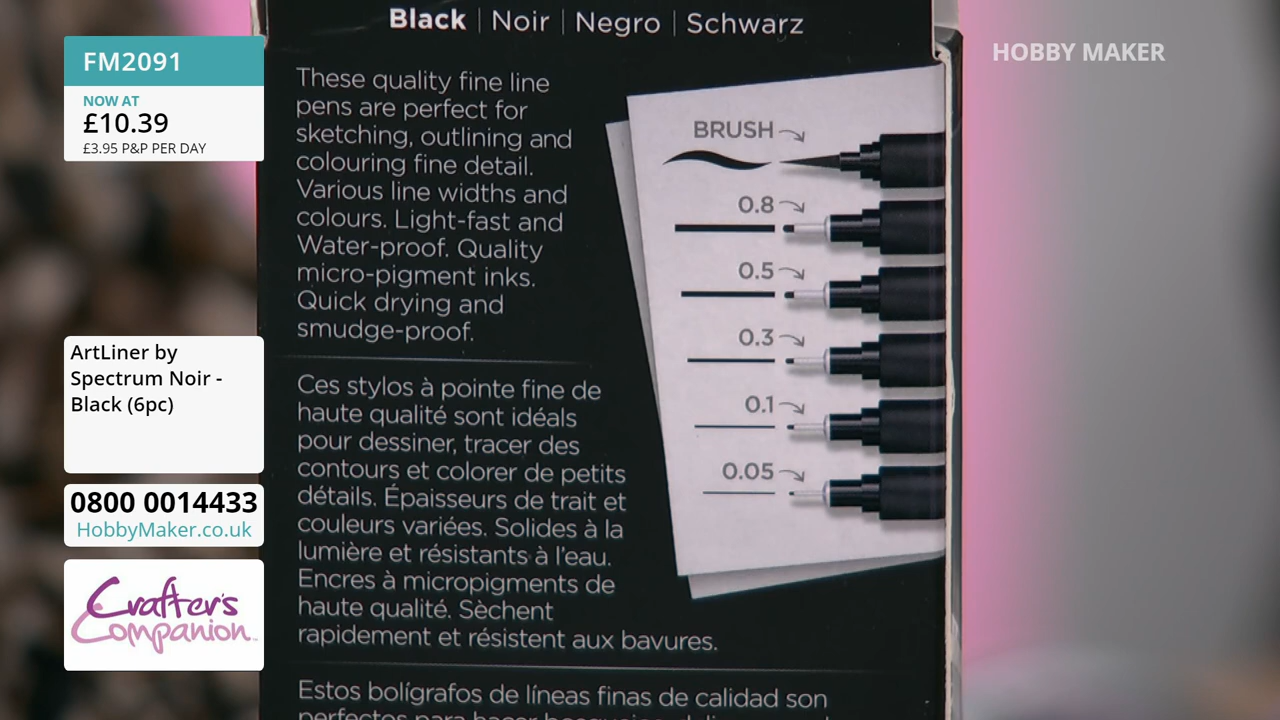 Black | Noir | Negro | Schwarz
HOBBY MAKER
FM2091
NOW AT
£10.39
£3.95 P&P PER DAY
These quality fine line
pens are perfect for
sketching, outlining and
colouring fine detail.
Various line widths and
colours. Light-fast and
Water-proof. Quality
micro-pigment inks.
Quick drying and
smudge-proof.
BRUSH
0.8
0.5
0.3
0.1
0.05
ArtLiner by
Spectrum Noir -
Black (6pc)
0800 0014433
HobbyMaker.co.uk
Crafter's
Companion
Ces stylos à pointe fine de
haute qualité sont idéals
pour dessiner, tracer des
contours et colorer de petits
détails. Épaisseurs de trait et
couleurs variées. Solides à la
lumière et résistants à l'eau.
Encres à micropigments de
haute qualité. Sèchent
rapidement et résistent aux bavures.
Estos bolígrafos de líneas finas de calidad son
perfectos para hacer